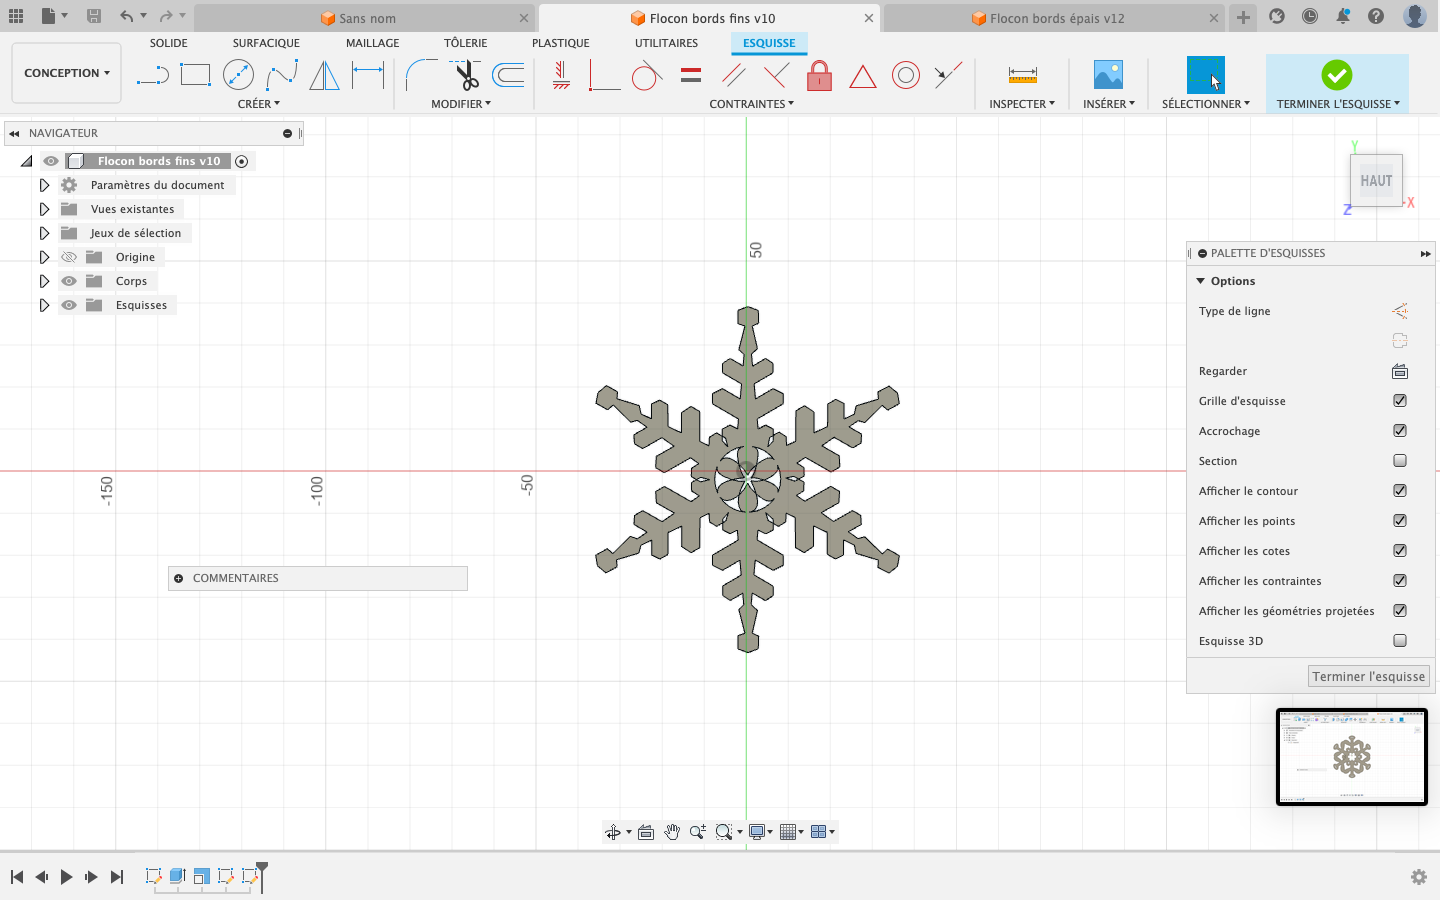 Sans nom
Flocon bords fins v10
Flocon bords épais v12
CONCEPTION
SOLIDE
SURFACIQUE
MAILLAGE
TÔLERIE
PLASTIQUE
UTILITAIRES
ESQUISSE
CRÉER
MODIFIER
CONTRAINTES
INSPECTER
INSÉRER
SÉLECTIONNER
TERMINER L'ESQUISSE
NAVIGATEUR
Flocon bords fins v10
Paramètres du document
Vues existantes
Jeux de sélection
Origine
Corps
Esquisses
Y
HAUT
Z
X
50
-150
-100
-50
PALETTE D'ESQUISSES
Options
Type de ligne
Regarder
Grille d'esquisse
Accrochage
Section
Afficher le contour
Afficher les points
Afficher les cotes
Afficher les contraintes
Afficher les géométries projetées
Esquisse 3D
Terminer l'esquisse
COMMENTAIRES